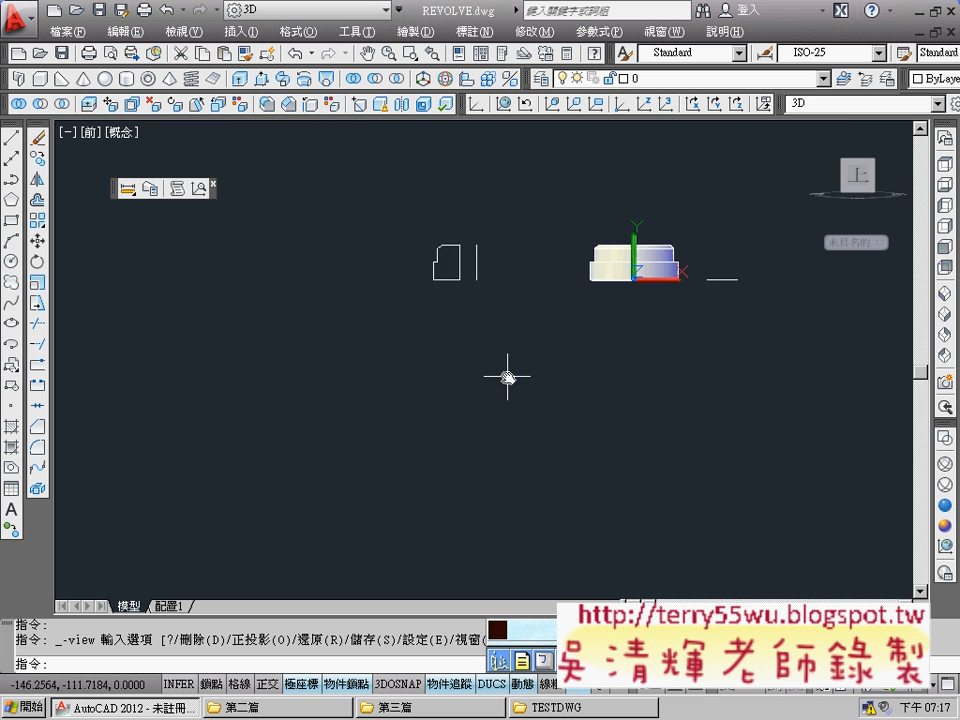 3D
REVOLVE.dwg
鍵入關鍵字或詞組
登入
檔案(F) 編輯(E) 檢視(V) 插入(I) 格式(O) 工具(T) 繪製(D) 標註(N) 修改(M) 參數式(P) 視窗(W) 說明(H)
Standard
ISO-25
Standard
0
ByLaye
3D
[-][前][概念]
上
未具名的
Y
X
Z
模型 配置1
指令:
指令: _-view 輸入選項 [?/刪除(D)/正投影(O)/還原(R)/儲存(S)/設定(E)/視窗(
指令:
http://terry55wu.blogspot.tw
吳清輝老師錄製
-146.2564, -111.7184, 0.0000 INFER 鎖點 格線 正交 極座標 物件鎖點 3DOSNAP 物件追蹤 DUCS 動態 線粗
開始 AutoCAD 2012 - 未註冊... 第二篇 第三篇 TESTDWG 下午 07:17